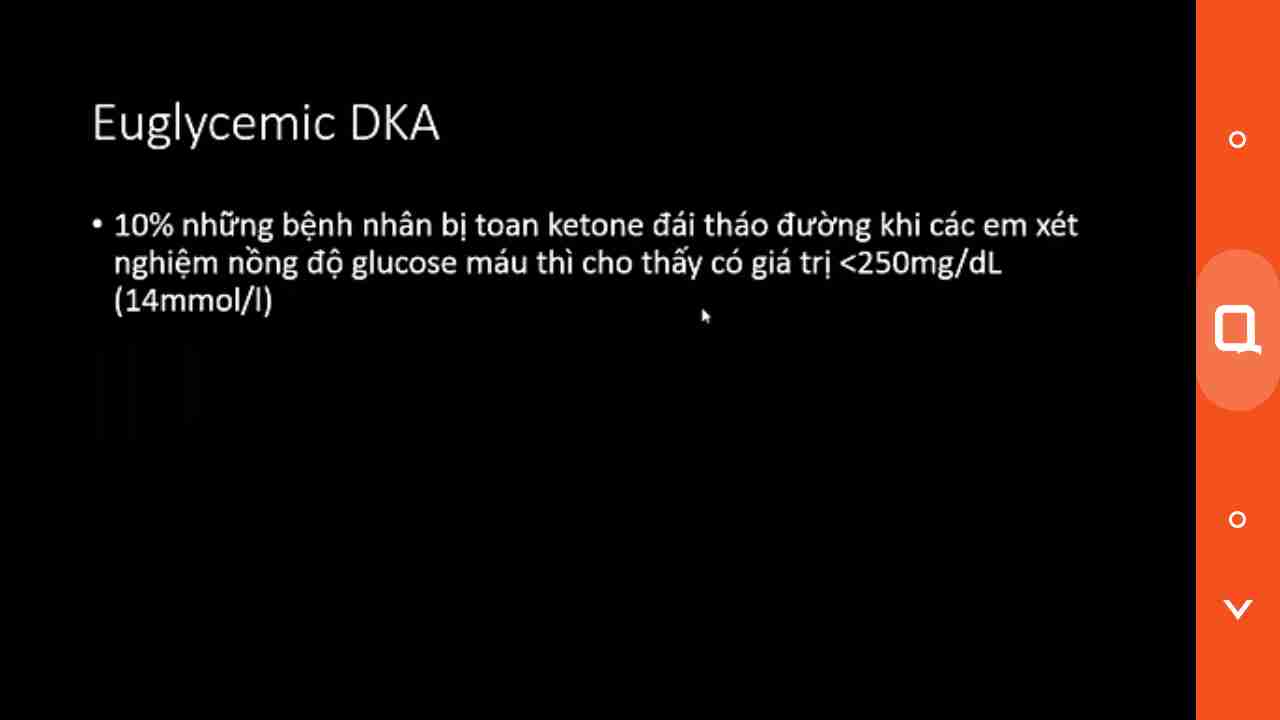 Euglycemic DKA
• 10% những bệnh nhân bị toan ketone đái tháo đường khi các em xét
nghiệm nồng độ glucose máu thì cho thấy có giá trị <250mg/dL
(14mmol/l)